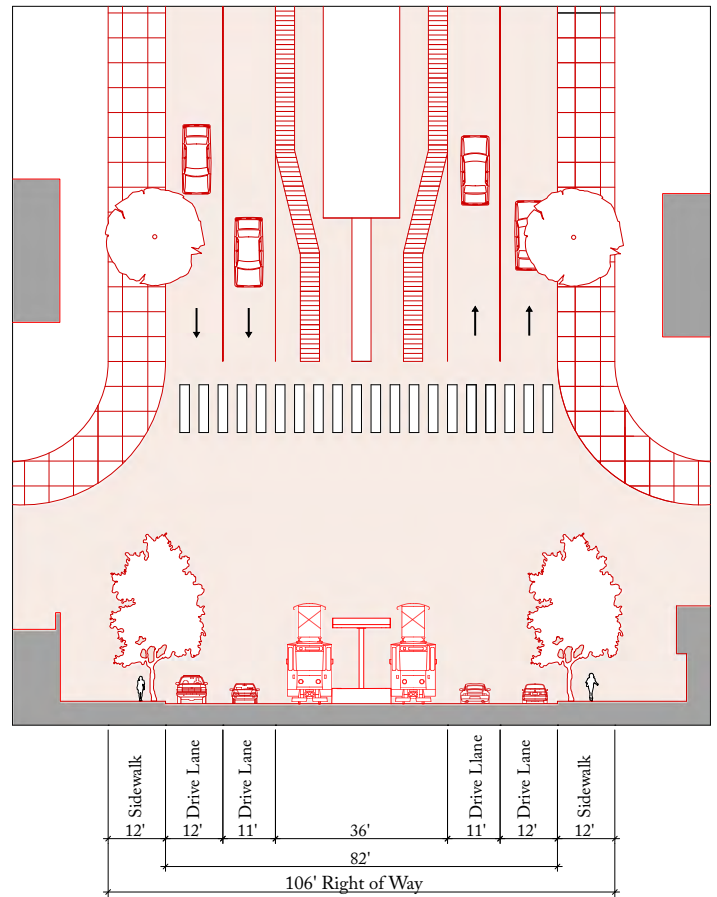 Sidewalk
12'
Drive Lane
12'
Drive Lane
11'
36'
Drive Llane
11'
Drive Lane
12'
Sidewalk
12'
82'
106' Right of Way